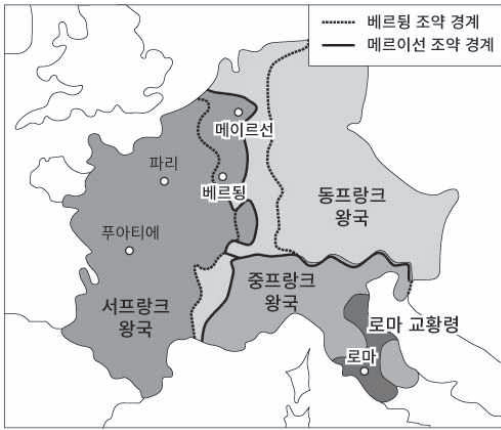 베르됭 조약 경계
메르이선 조약 경계
메이르선
파리
베르됭
동프랑크
왕국
푸아티에
서프랑크
왕국
중프랑크
왕국
로마 교황령
로마